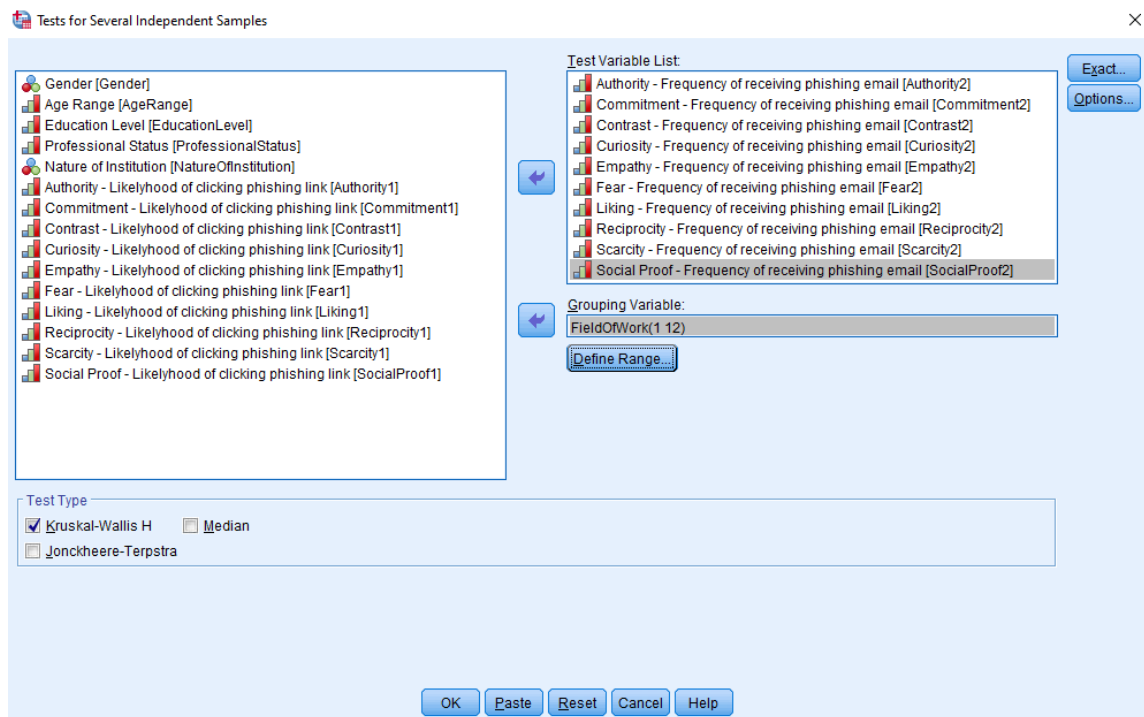 Tests for Several Independent Samples
Gender [Gender]
Age Range [AgeRange]
Education Level [EducationLevel]
Professional Status [ProfessionalStatus]
Nature of Institution [NatureOfInstitution]
Authority - Likelyhood of clicking phishing link [Authority1]
Commitment - Likelyhood of clicking phishing link [Commitment1]
Contrast - Likelyhood of clicking phishing link [Contrast1]
Curiosity - Likelyhood of clicking phishing link [Curiosity1]
Empathy - Likelyhood of clicking phishing link [Empathy1]
Fear - Likelyhood of clicking phishing link [Fear1]
Liking - Likelyhood of clicking phishing link [Liking1]
Reciprocity - Likelyhood of clicking phishing link [Reciprocity1]
Scarcity - Likelyhood of clicking phishing link [Scarcity1]
Social Proof - Likelyhood of clicking phishing link [SocialProof1]
Test Variable List:
Authority - Frequency of receiving phishing email [Authority2]
Commitment - Frequency of receiving phishing email [Commitment2]
Contrast - Frequency of receiving phishing email [Contrast2]
Curiosity - Frequency of receiving phishing email [Curiosity2]
Empathy - Frequency of receiving phishing email [Empathy2]
Fear - Frequency of receiving phishing email [Fear2]
Liking - Frequency of receiving phishing email [Liking2]
Reciprocity - Frequency of receiving phishing email [Reciprocity2]
Scarcity - Frequency of receiving phishing email [Scarcity2]
Social Proof - Frequency of receiving phishing email [SocialProof2]
Grouping Variable:
FieldOfWork(1 12)
Define Range...
Exact...
Options...
Test Type
Kruskal-Wallis H
Median
Jonckheere-Terpstra
OK
Paste
Reset
Cancel
Help